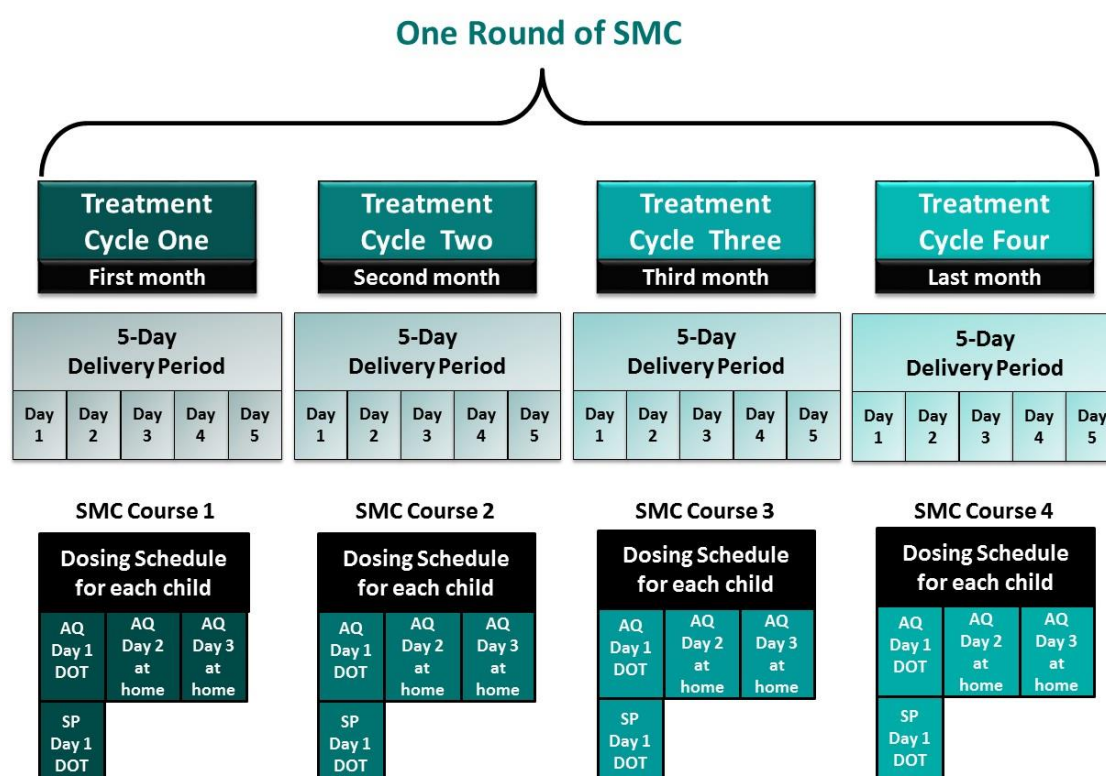 One Round of SMC
Treatment
Cycle One
First month
Treatment
Cycle Two
Second month
Treatment
Cycle Three
Third month
Treatment
Cycle Four
Last month
5-Day
Delivery Period
Day
1
Day
2
Day
3
Day
4
Day
5
5-Day
Delivery Period
Day
1
Day
2
Day
3
Day
4
Day
5
5-Day
Delivery Period
Day
1
Day
2
Day
3
Day
4
Day
5
5-Day
Delivery Period
Day
1
Day
2
Day
3
Day
4
Day
5
SMC Course 1
Dosing Schedule
for each child
AQ
Day 1
DOT
AQ
Day 2
at
home
AQ
Day 3
at
home
SP
Day 1
DOT
SMC Course 2
Dosing Schedule
for each child
AQ
Day 1
DOT
AQ
Day 2
at
home
AQ
Day 3
at
home
SP
Day 1
DOT
SMC Course 3
Dosing Schedule
for each child
AQ
Day 1
DOT
AQ
Day 2
at
home
AQ
Day 3
at
home
SP
Day 1
DOT
SMC Course 4
Dosing Schedule
for each child
AQ
Day 1
DOT
AQ
Day 2
at
home
AQ
Day 3
at
home
SP
Day 1
DOT